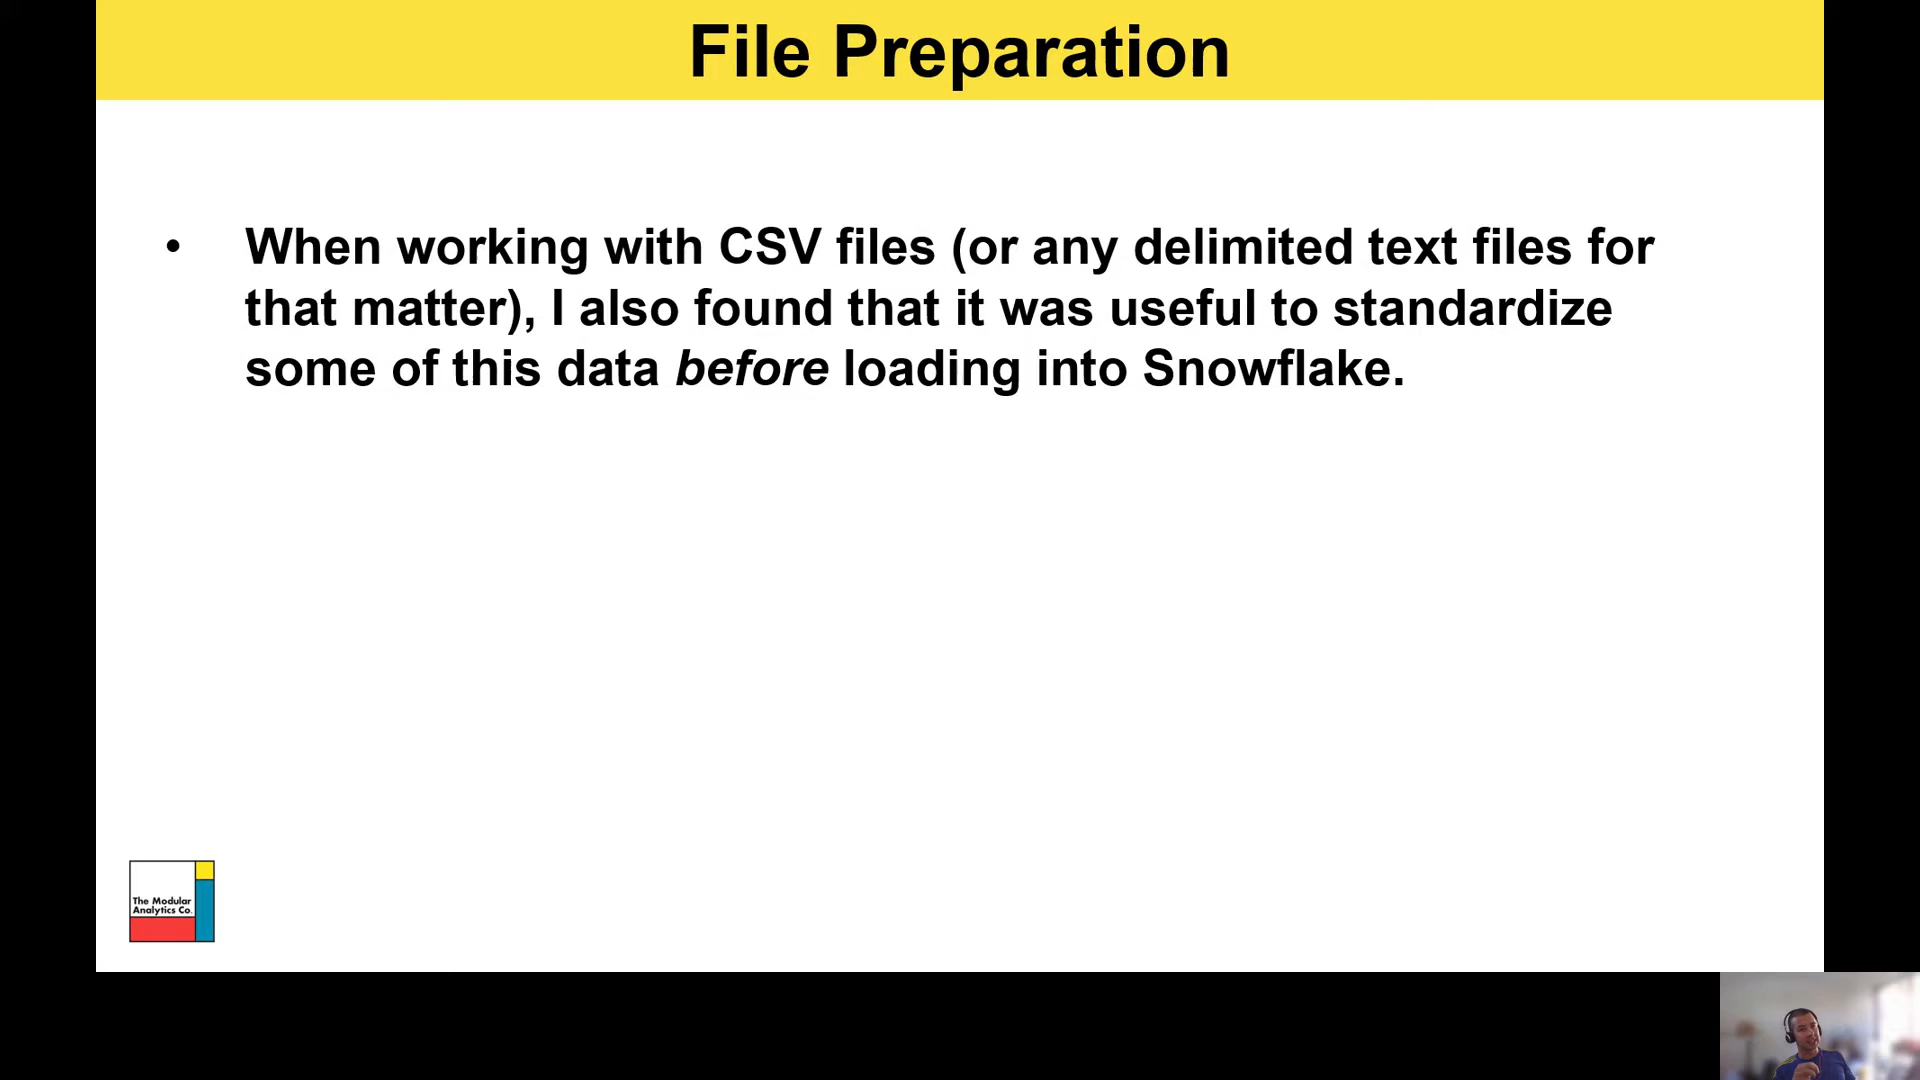 File Preparation
• When working with CSV files (or any delimited text files for
that matter), I also found that it was useful to standardize
some of this data before loading into Snowflake.
The Modular
Analytics Co.